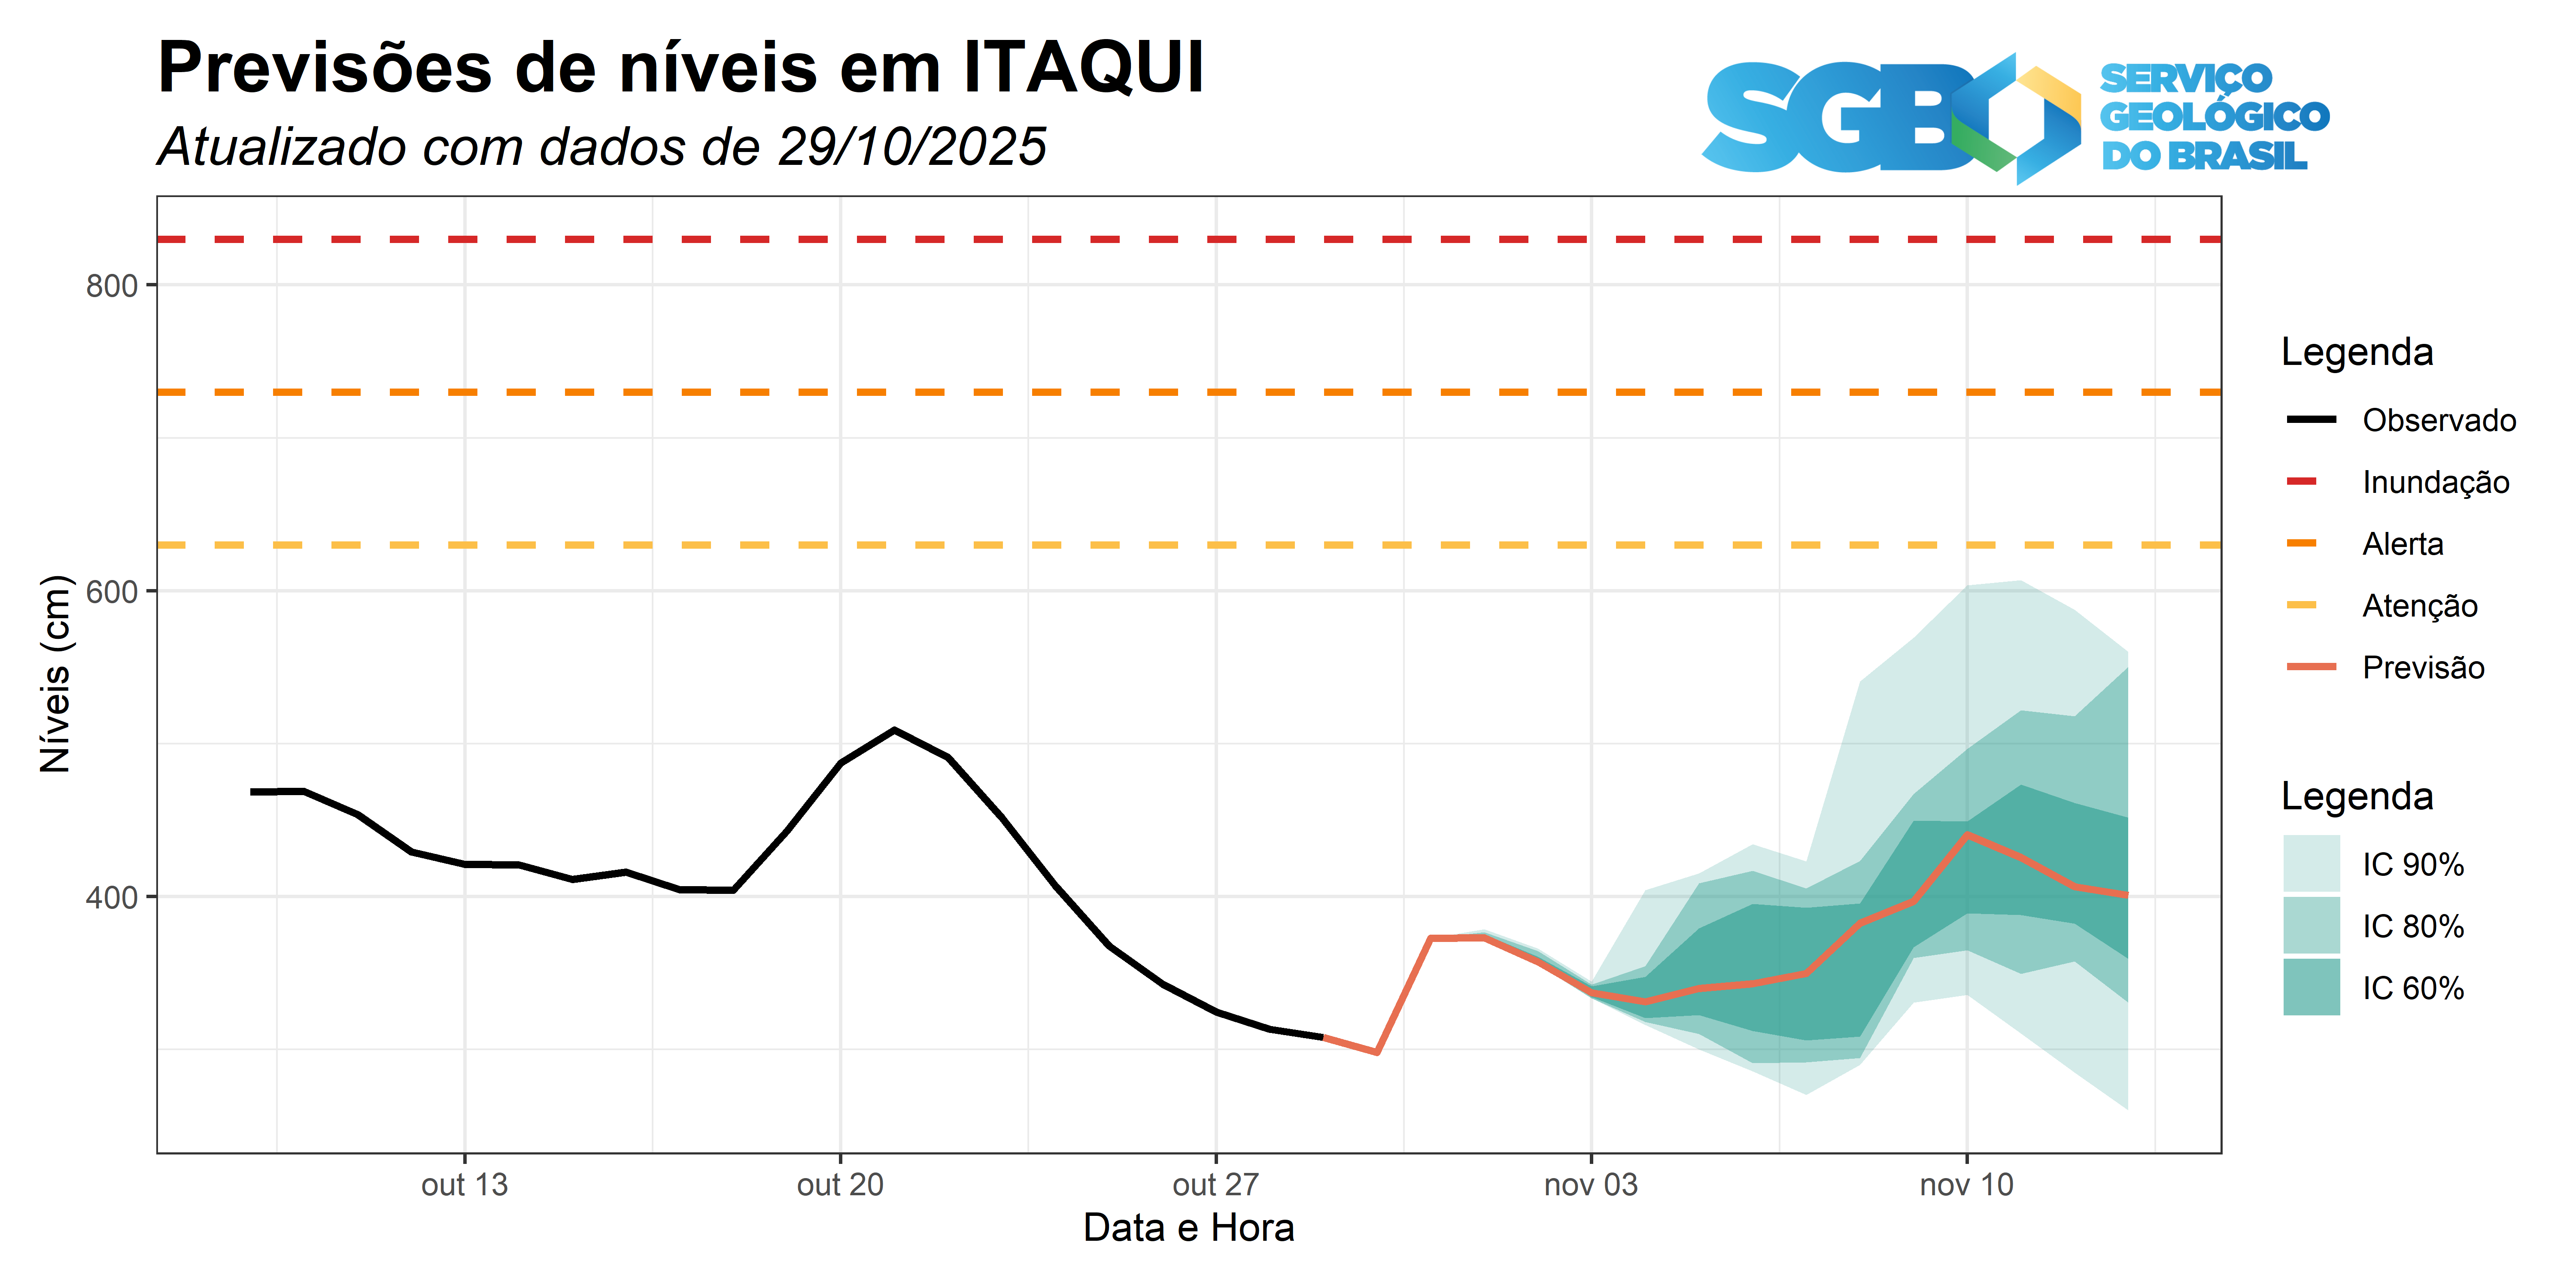 Previsões de níveis em ITAQUI
Atualizado com dados de 29/10/2025
SGB
SERVIÇO
GEOLÓGICO
DO BRASIL
800
600
400
Níveis (cm)
out 13
out 20
out 27
nov 03
nov 10
Data e Hora
Legenda
Observado
Inundação
Alerta
Atenção
Previsão
Legenda
IC 90%
IC 80%
IC 60%